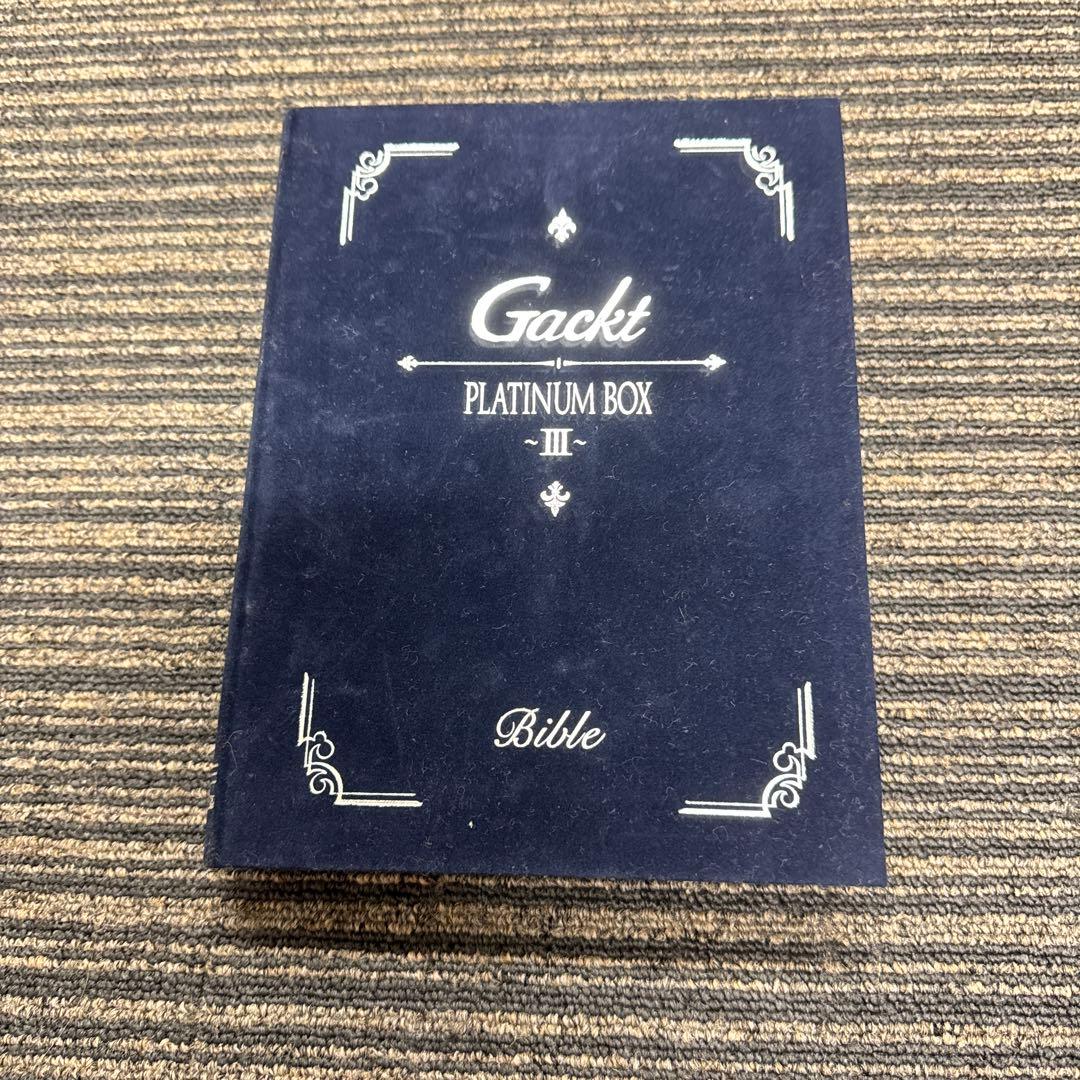 Gackt
PLATINUM BOX
~III~
Bible